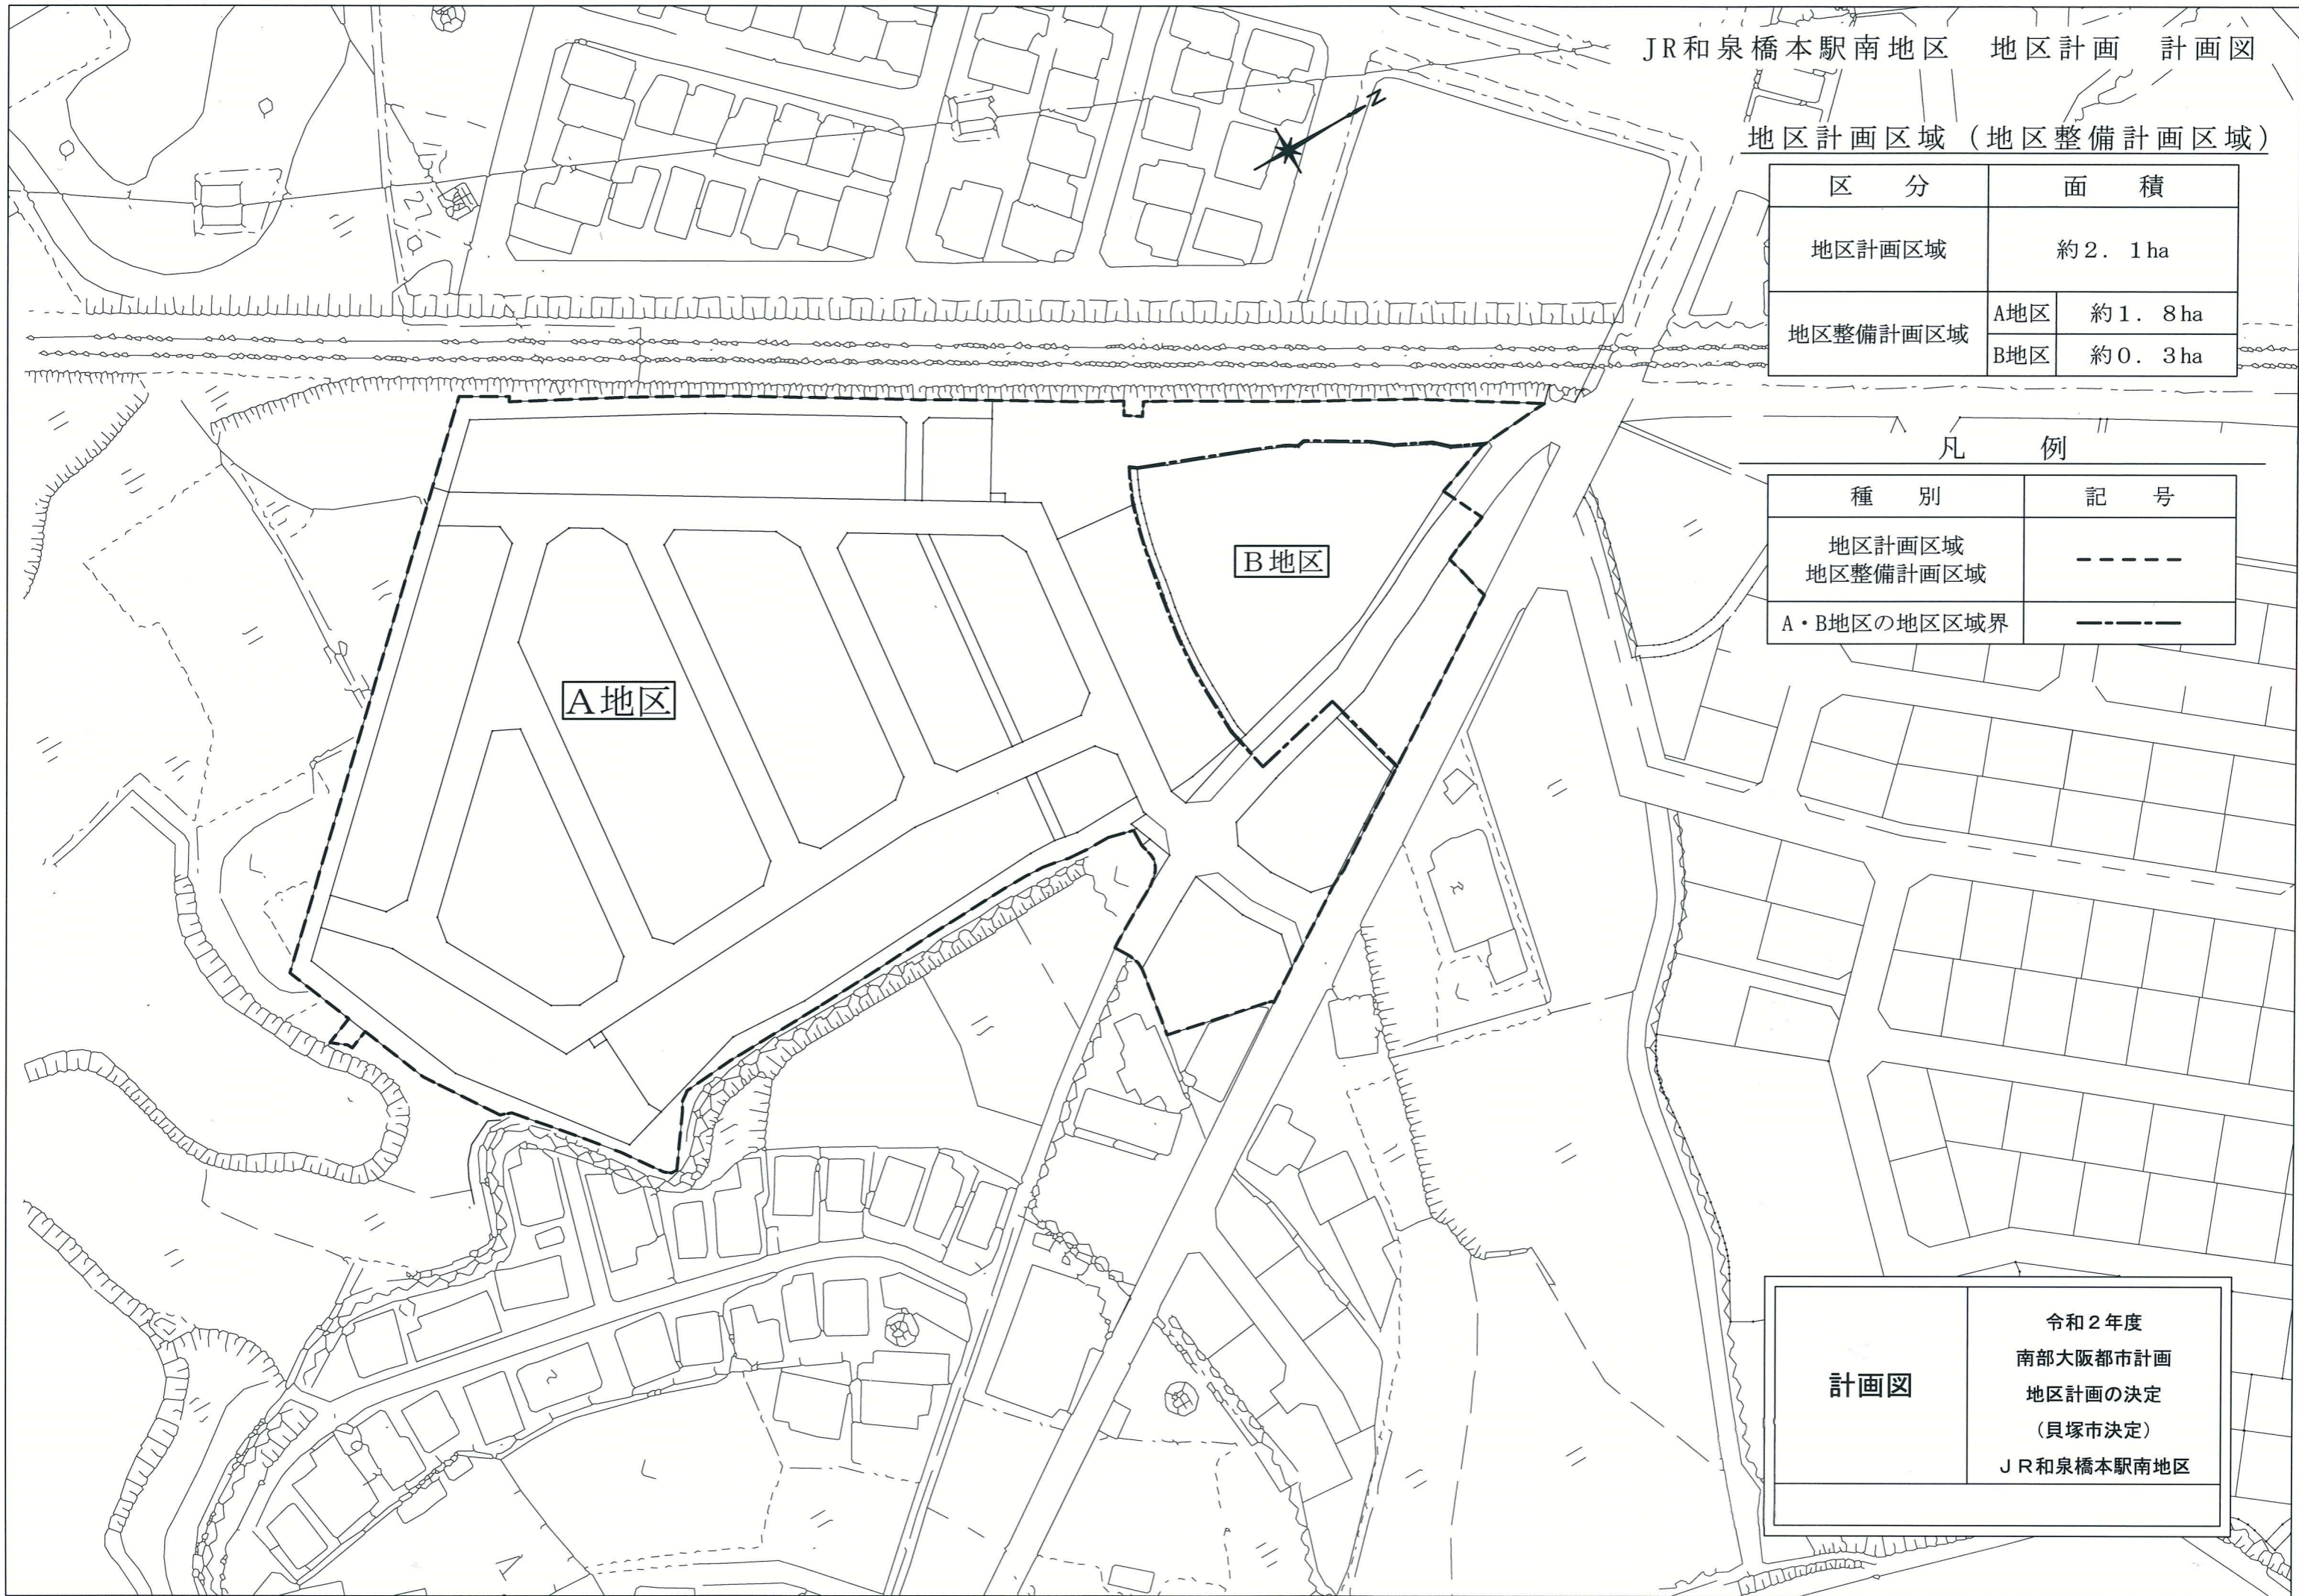 JR和泉橋本駅南地区　地区計画　計画図
N
地区計画区域（地区整備計画区域）
区　分　面　積
地区計画区域　約２．１ha
地区整備計画区域　A地区　約１．８ha
B地区　約０．３ha
凡　例
種　別　記　号
地区計画区域
地区整備計画区域
A・B地区の地区区域界
B地区
A地区
計画図
令和２年度
南部大阪都市計画
地区計画の決定
（貝塚市決定）
ＪＲ和泉橋本駅南地区